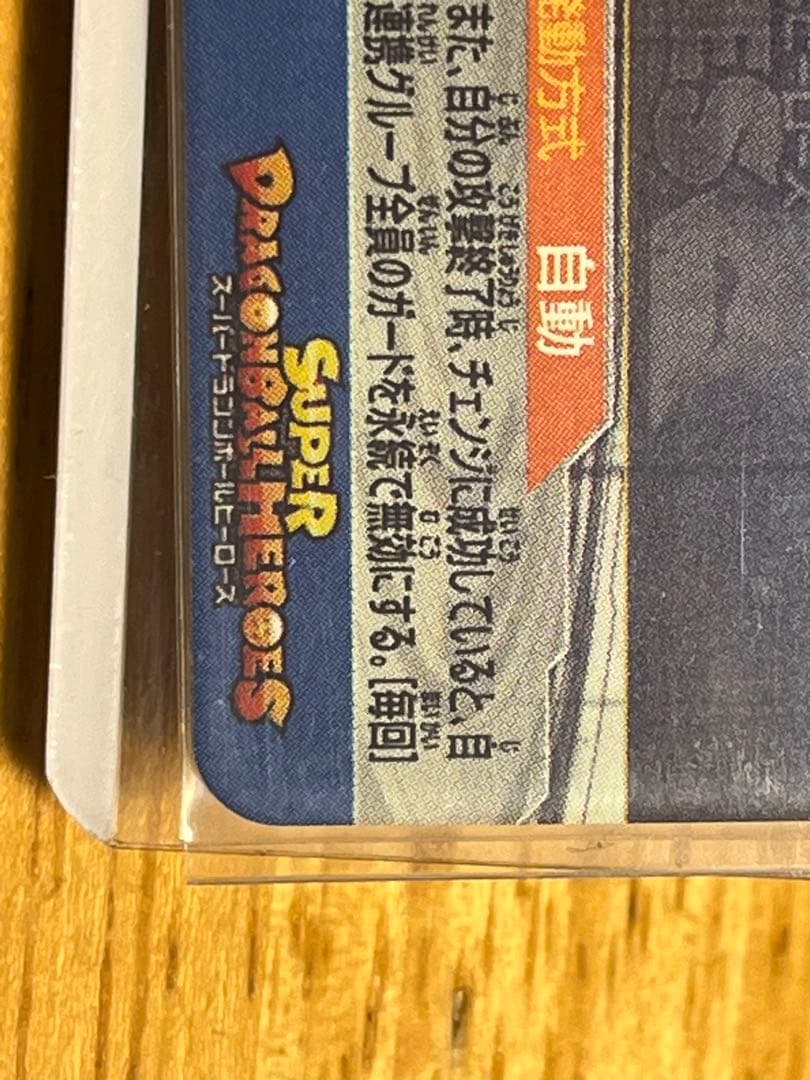 動方式 自動
また、自分の攻撃終了時、チェンジに成功していると、自
連携グループ全員のガードを永続で無効にする。[毎回]
SUPER
DRAGONBALL HEROES
スーパードラゴンボールヒーローズ